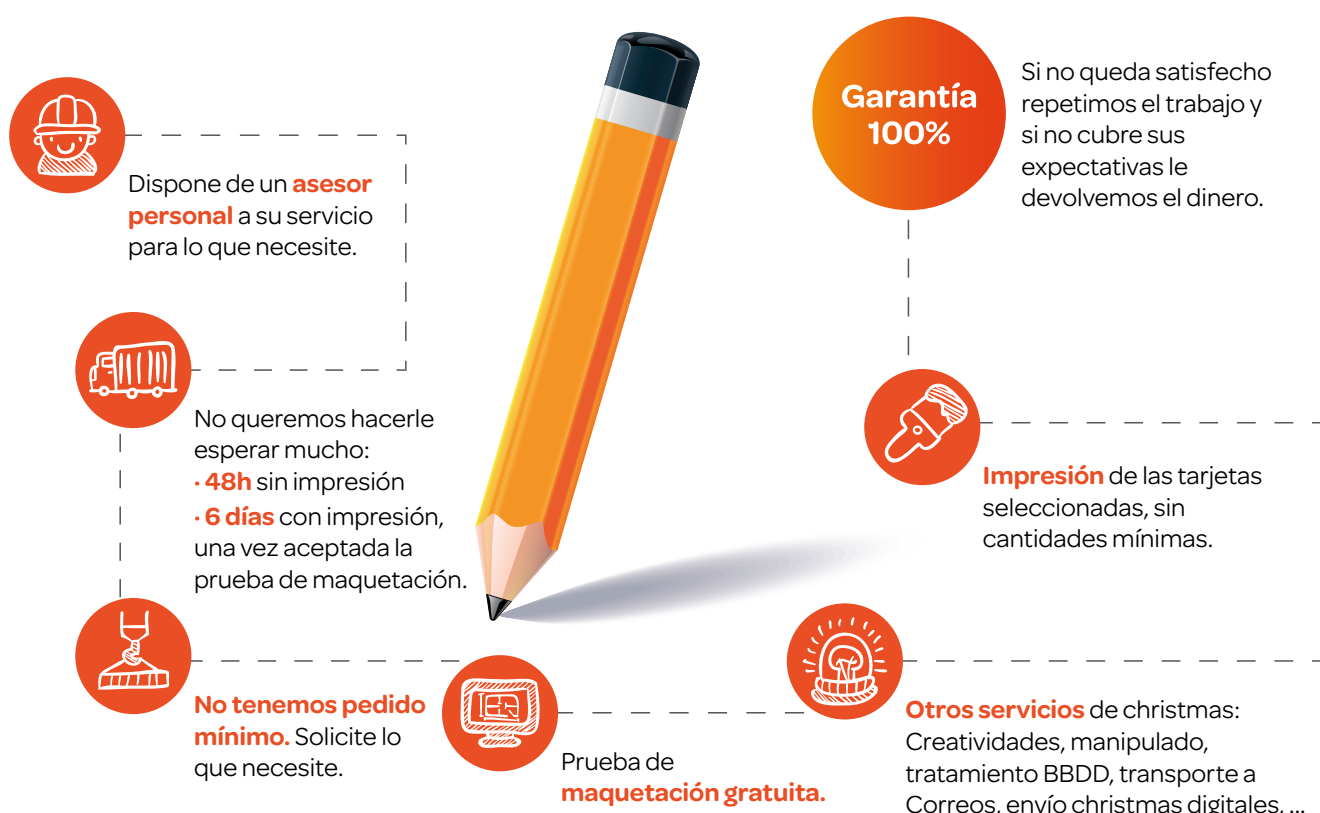 Dispone de un asesor
personal a su servicio
para lo que necesite.
No queremos hacerle
esperar mucho:
· 48h sin impresión
· 6 días con impresión,
una vez aceptada la
prueba de maquetación.
No tenemos pedido
mínimo. Solicite lo
que necesite.
Prueba de
maquetación gratuita.
Garantía
100%
Si no queda satisfecho
repetimos el trabajo y
si no cubre sus
expectativas le
devolvemos el dinero.
Impresión de las tarjetas
seleccionadas, sin
cantidades mínimas.
Otros servicios de christmas:
Creatividades, manipulado,
tratamiento BBDD, transporte a
Correos, envío christmas digitales, ...